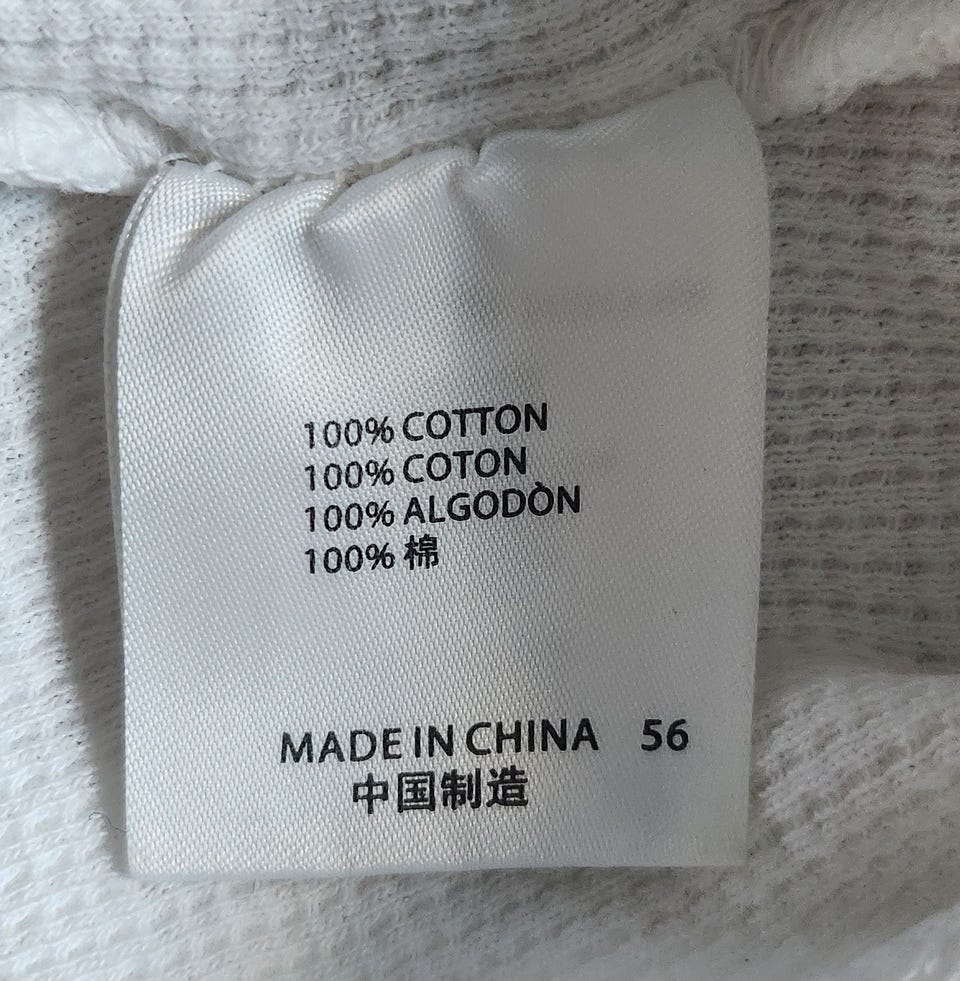 100% COTTON
100% COTON
100% ALGODÒN
100% 棉
MADE IN CHINA 56
中国制造